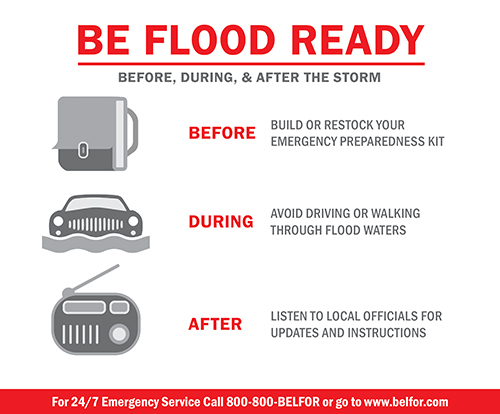 BE FLOOD READY
BEFORE, DURING, & AFTER THE STORM
BEFORE
BUILD OR RESTOCK YOUR
EMERGENCY PREPAREDNESS KIT
DURING
AVOID DRIVING OR WALKING
THROUGH FLOOD WATERS
AFTER
LISTEN TO LOCAL OFFICIALS FOR
UPDATES AND INSTRUCTIONS
For 24/7 Emergency Service Call 800-800-BELFOR or go to www.belfor.com